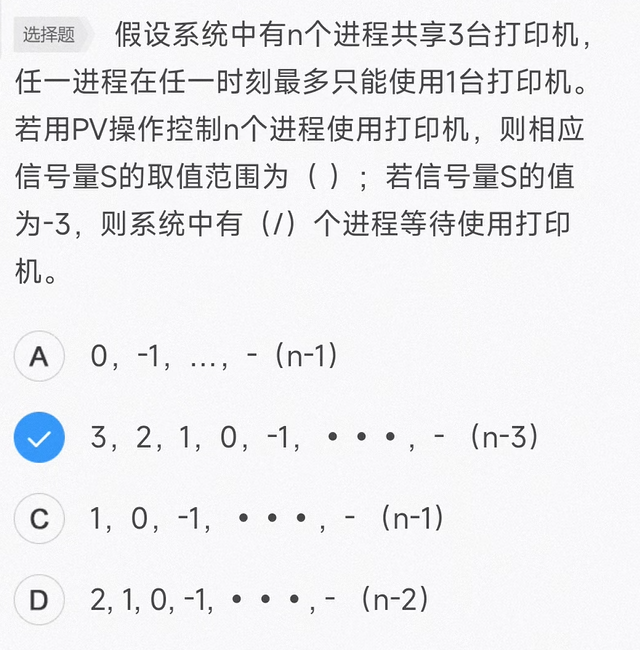 选择题 假设系统中有n个进程共享3台打印机，
任一进程在任一时刻最多只能使用1台打印机。
若用PV操作控制n个进程使用打印机，则相应
信号量S的取值范围为（ ）；若信号量S的值
为-3，则系统中有（/）个进程等待使用打印
机。
A 0，-1，…，-（n-1）
3，2，1，0，-1，•••，-（n-3）
C 1，0，-1，•••，-（n-1）
D 2, 1, 0, -1, •••, -（n-2）